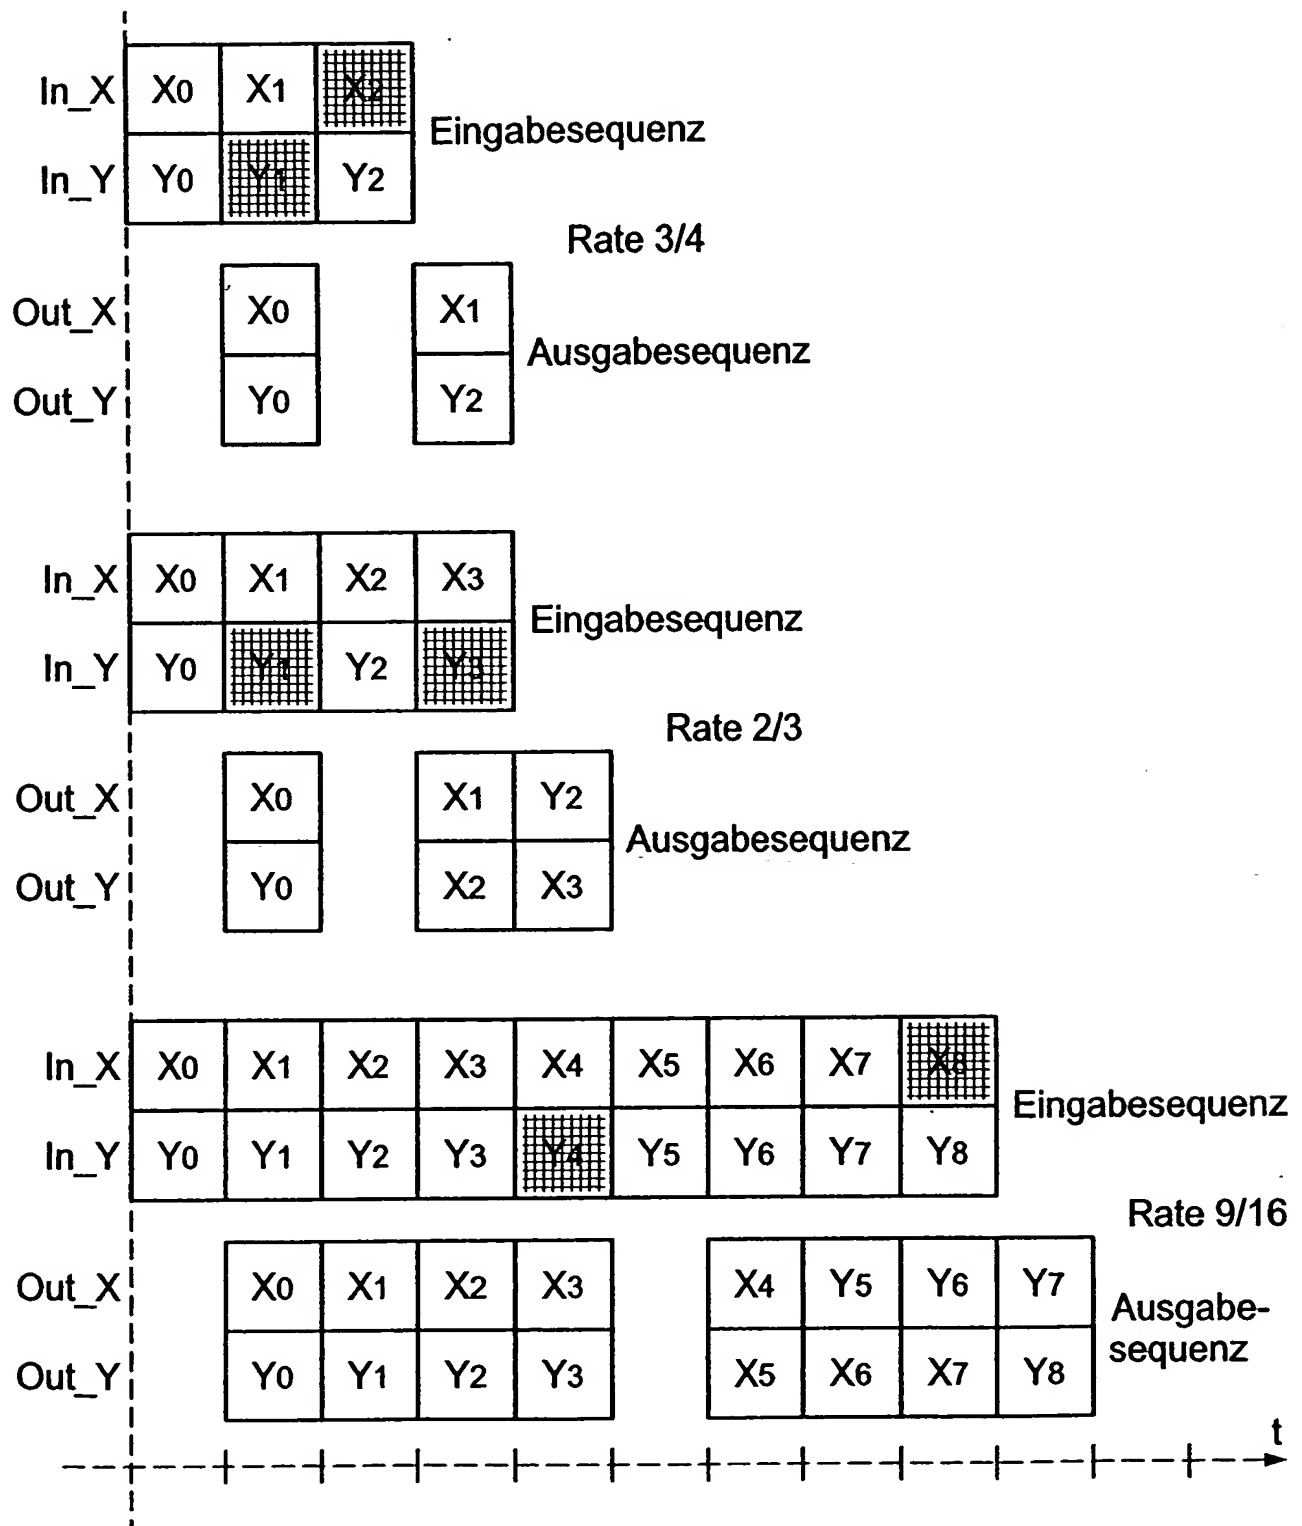 In_X X0 X1 X2
Eingabesequenz
In_Y Y0 Y1 Y2
Rate 3/4
Out_X X0 X1
Ausgabesequenz
Out_Y Y0 Y2
In_X X0 X1 X2 X3
Eingabesequenz
In_Y Y0 Y1 Y2 Y3
Rate 2/3
Out_X X0 X1 Y2
Ausgabesequenz
Out_Y Y0 X2 X3
In_X X0 X1 X2 X3 X4 X5 X6 X7 X8
Eingabesequenz
In_Y Y0 Y1 Y2 Y3 Y4 Y5 Y6 Y7 Y8
Rate 9/16
Out_X X0 X1 X2 X3 X4 Y5 Y6 Y7
Ausgabe-
sequenz
Out_Y Y0 Y1 Y2 Y3 X5 X6 X7 Y8
t